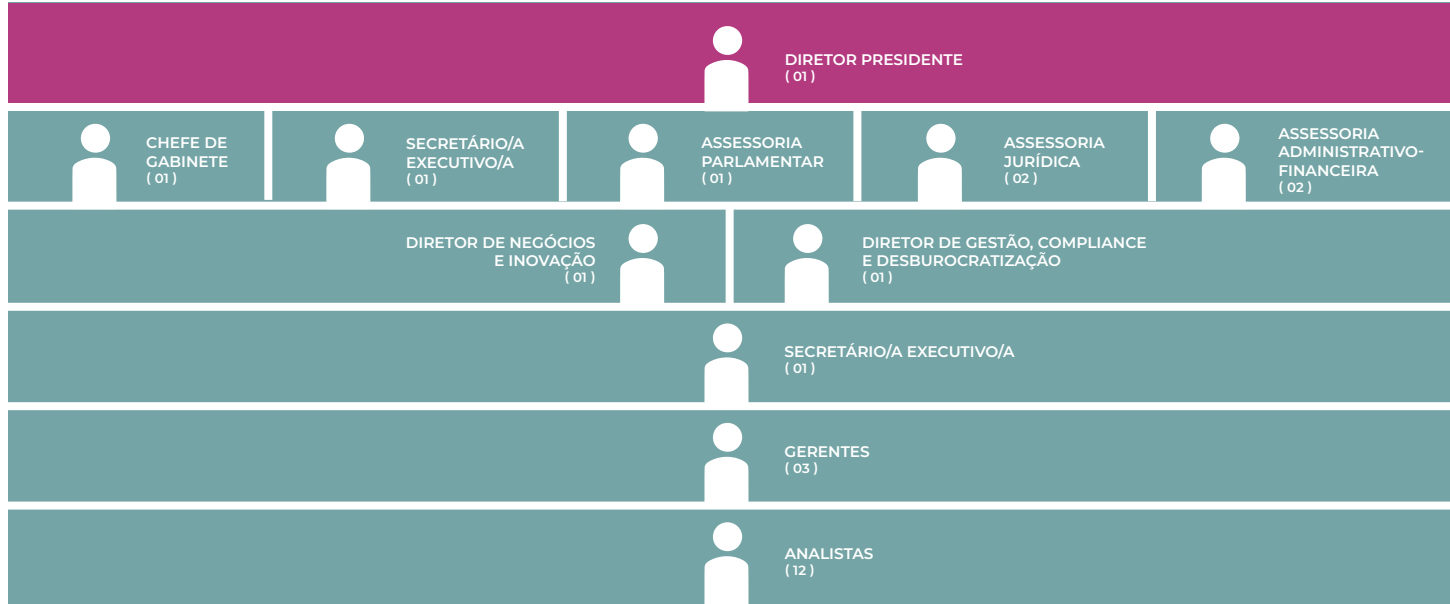 DIRETOR PRESIDENTE
( 01 )
CHEFE DE
GABINETE
( 01 )
SECRETÁRIO/A
EXECUTIVO/A
( 01 )
ASSESSORIA
PARLAMENTAR
( 01 )
ASSESSORIA
JURÍDICA
( 02 )
ASSESSORIA
ADMINISTRATIVO-
FINANCEIRA
( 02 )
DIRETOR DE NEGÓCIOS
E INOVAÇÃO
( 01 )
DIRETOR DE GESTÃO, COMPLIANCE
E DESBUROCRATIZAÇÃO
( 01 )
SECRETÁRIO/A EXECUTIVO/A
( 01 )
GERENTES
( 03 )
ANALISTAS
( 12 )